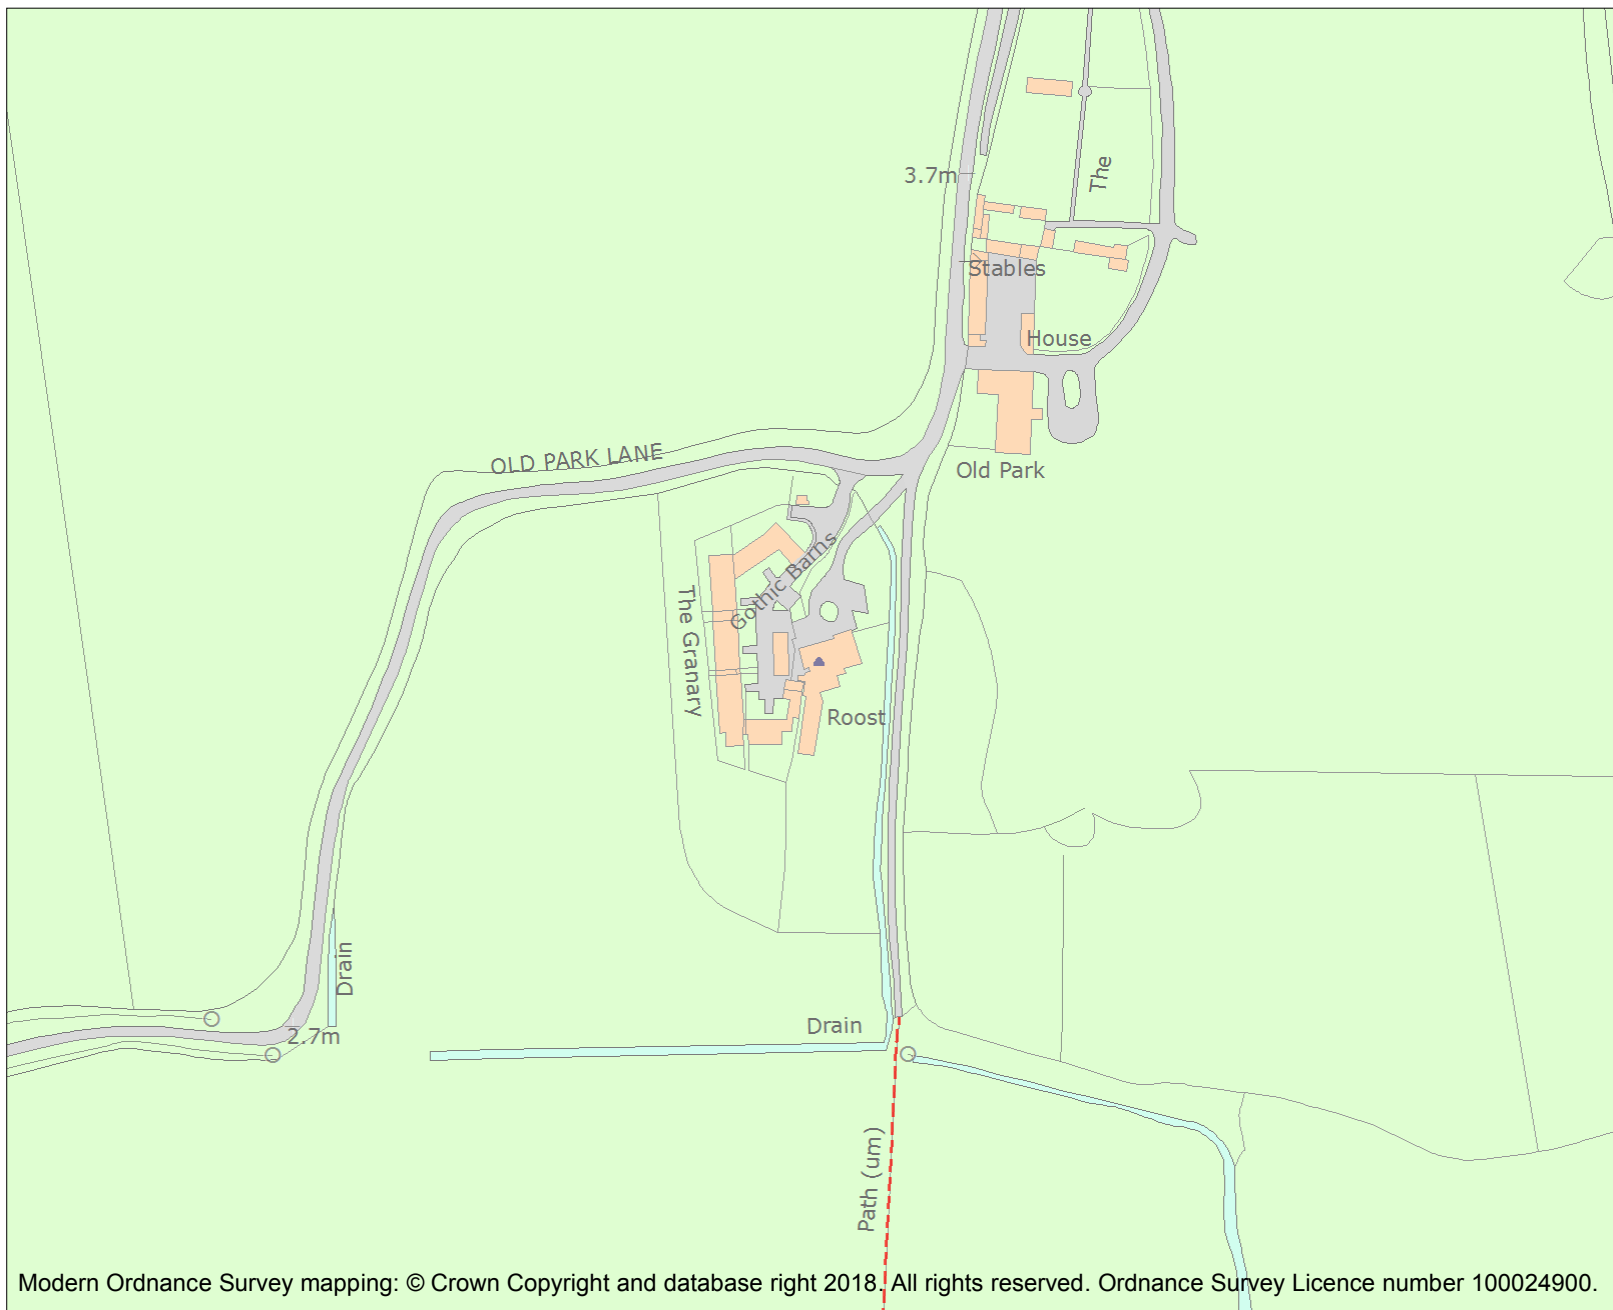 The
3.7m
Stables
House
OLD PARK LANE
Old Park
Gothic Barns
The Granary
Roost
Drain
Drain
2.7m
Path (um)
Modern Ordnance Survey mapping: © Crown Copyright and database right 2018. All rights reserved. Ordnance Survey Licence number 100024900.